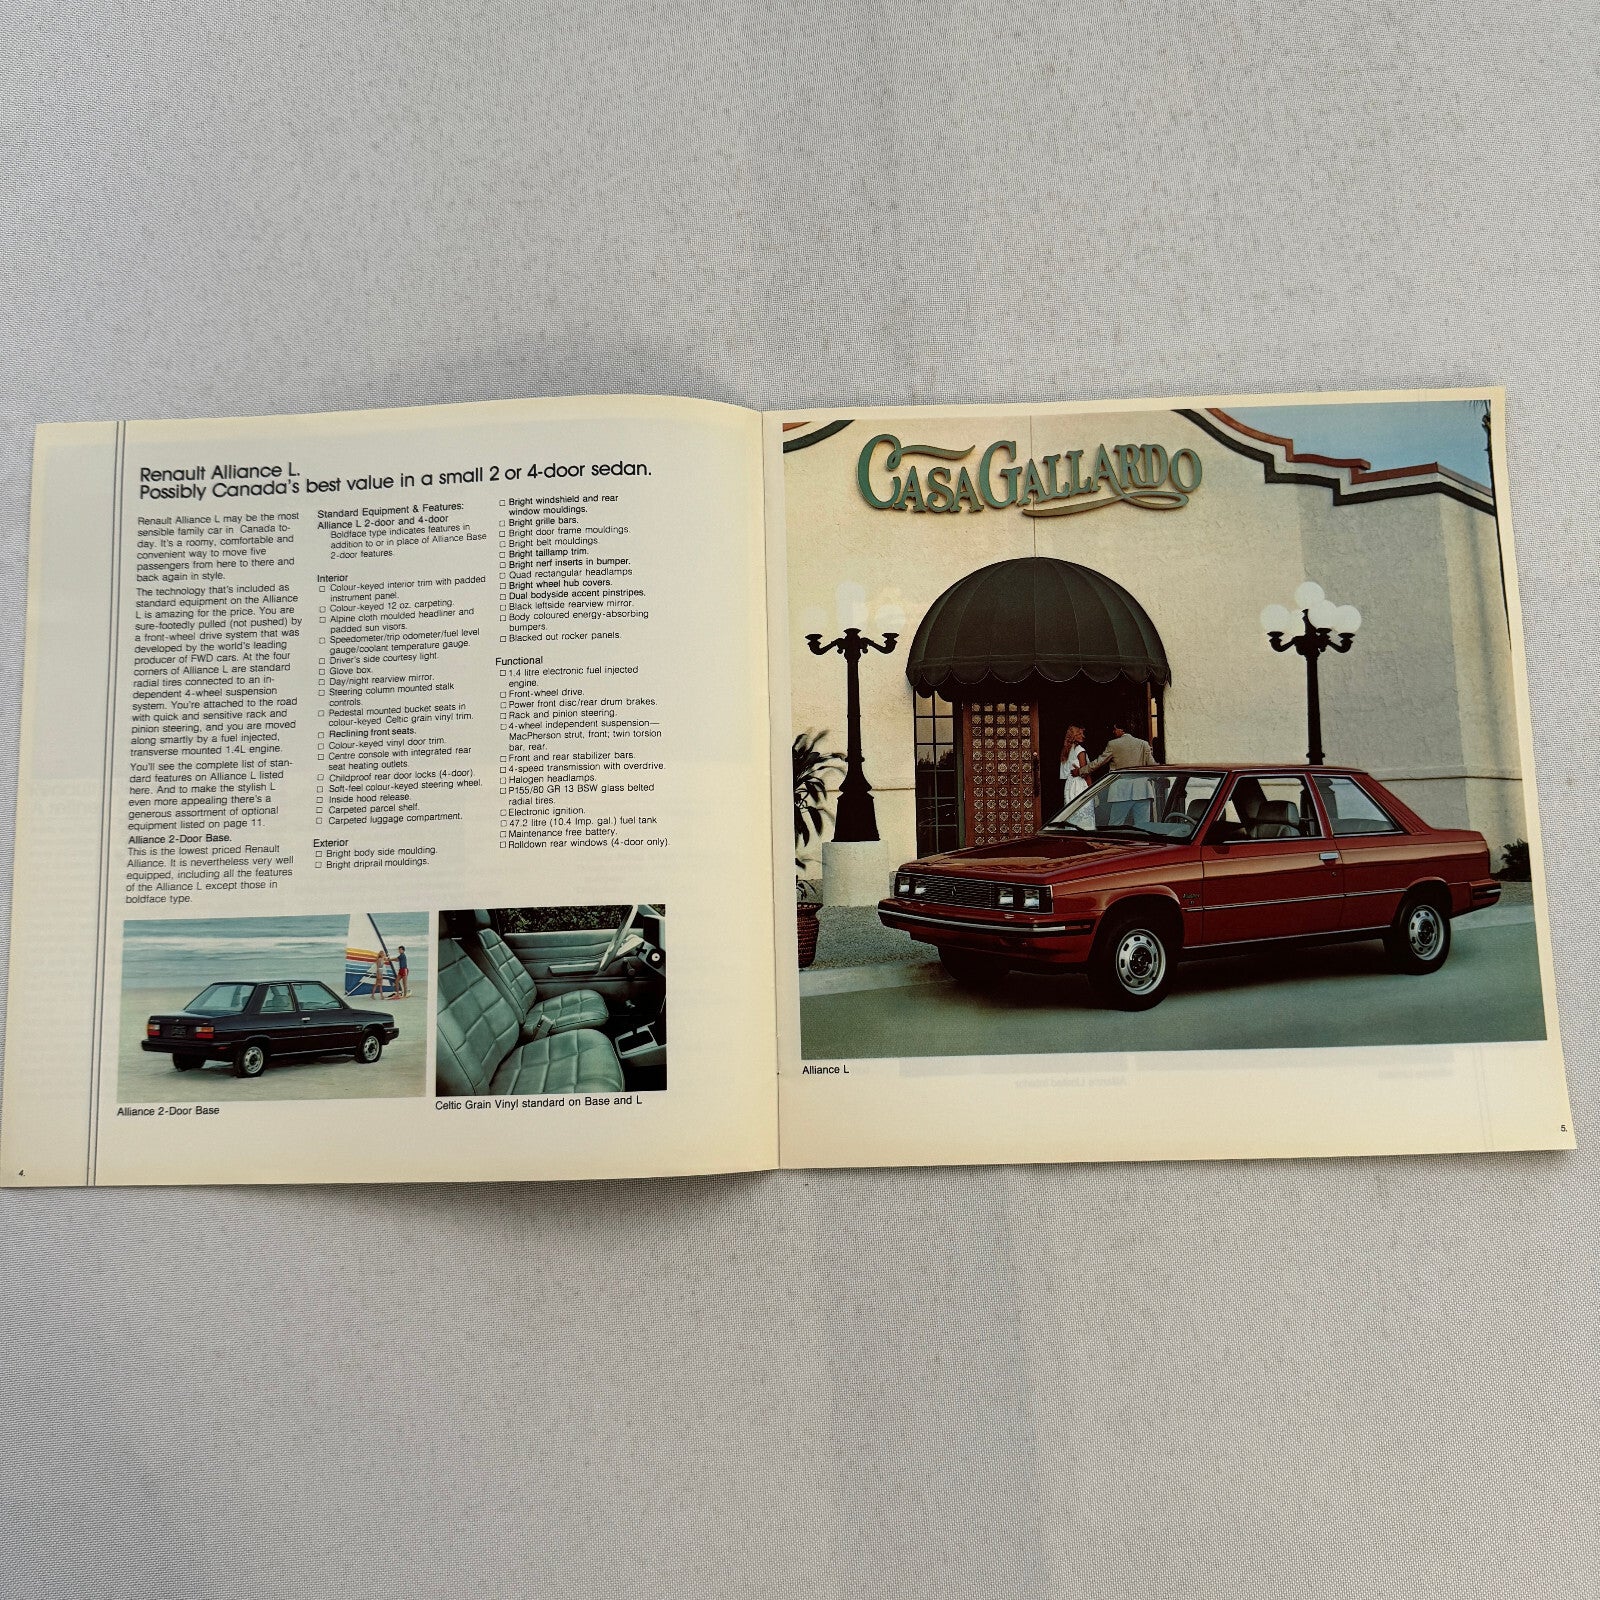 Renault Alliance L.
Possibly Canada's best value in a small 2 or 4-door sedan.
Renault Alliance L may be the most
sensible family car in Canada to-
day. It's a roomy, comfortable and
convenient way to move five
passengers from here to there and
back again in style.
The technology that's included as
standard equipment on the Alliance
L is amazing for the price. You are
sure-footedly pulled (not pushed) by
a front-wheel drive system that was
developed by the world's leading
producer of FWD cars. At the four
corners of Alliance L are standard
radial tires connected to an in-
dependent 4-wheel suspension
system. You're attached to the road
with quick and sensitive rack and
pinion steering, and you are moved
along smartly by a fuel injected,
transverse mounted 1.4L engine.
You'll see the complete list of stan-
dard features on Alliance L listed
here. And to make the stylish L
even more appealing there's a
generous assortment of optional
equipment listed on page 11.
Alliance 2-Door Base.
This is the lowest priced Renault
Alliance. It is nevertheless very well
equipped, including all the features
of the Alliance L except those in
boldface type.
Standard Equipment & Features:
Alliance L 2-door and 4-door
Boldface type indicates features in
addition to or in place of Alliance Base
2-door features.
Interior
□ Colour-keyed interior trim with padded
instrument panel.
□ Colour-keyed 12 oz. carpeting.
□ Alpine cloth moulded headliner and
padded sun visors.
□ Speedometer/trip odometer/fuel level
gauge/coolant temperature gauge.
□ Driver's side courtesy light.
□ Glove box.
□ Day/night rearview mirror.
□ Steering column mounted stalk
controls.
□ Pedestal mounted bucket seats in
colour-keyed Celtic grain vinyl trim.
□ Reclining front seats.
□ Colour-keyed vinyl door trim.
□ Centre console with integrated rear
seat heating outlets.
□ Childproof rear door locks (4-door).
□ Soft-feel colour-keyed steering wheel.
□ Inside hood release.
□ Carpeted parcel shelf.
□ Carpeted luggage compartment.
Exterior
□ Bright body side moulding.
□ Bright driprail mouldings.
□ Bright windshield and rear
window mouldings.
□ Bright grille bars.
□ Bright door frame mouldings.
□ Bright belt mouldings.
□ Bright taillamp trim.
□ Bright nerf inserts in bumper.
□ Quad rectangular headlamps
□ Bright wheel hub covers.
□ Dual bodyside accent pinstripes.
□ Black leftside rearview mirror.
□ Body coloured energy-absorbing
bumpers.
□ Blacked out rocker panels.
Functional
□ 1.4 litre electronic fuel injected
engine.
□ Front-wheel drive.
□ Power front disc/rear drum brakes.
□ Rack and pinion steering.
□ 4-wheel independent suspension—
MacPherson strut, front; twin torsion
bar, rear.
□ Front and rear stabilizer bars.
□ 4-speed transmission with overdrive.
□ Halogen headlamps.
□ P155/80 GR 13 BSW glass belted
radial tires.
□ Electronic ignition.
□ 47.2 litre (10.4 Imp. gal.) fuel tank
□ Maintenance free battery.
□ Rolldown rear windows (4-door only).
Alliance 2-Door Base
Celtic Grain Vinyl standard on Base and L
4.
CASA GALLARDO
Alliance L
5.